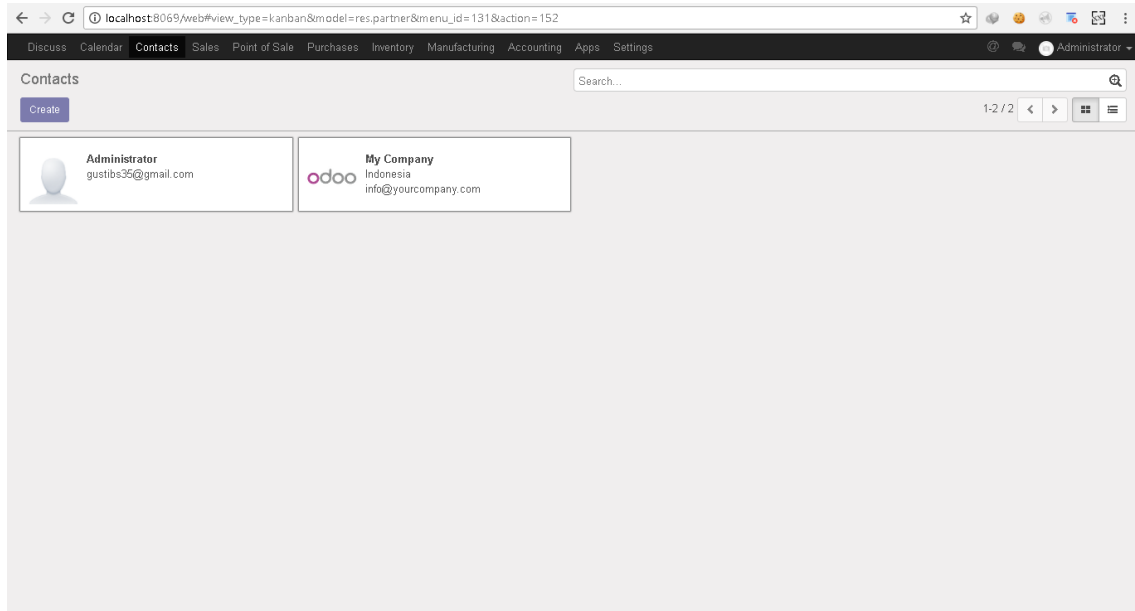 localhost:8069/web#view_type=kanban&model=res.partner&menu_id=131&action=152
Discuss Calendar Contacts Sales Point of Sale Purchases Inventory Manufacturing Accounting Apps Settings @ Administrator
Contacts
Search...
Create
1-2 / 2
Administrator
gustibs35@gmail.com
odoo
My Company
Indonesia
info@yourcompany.com